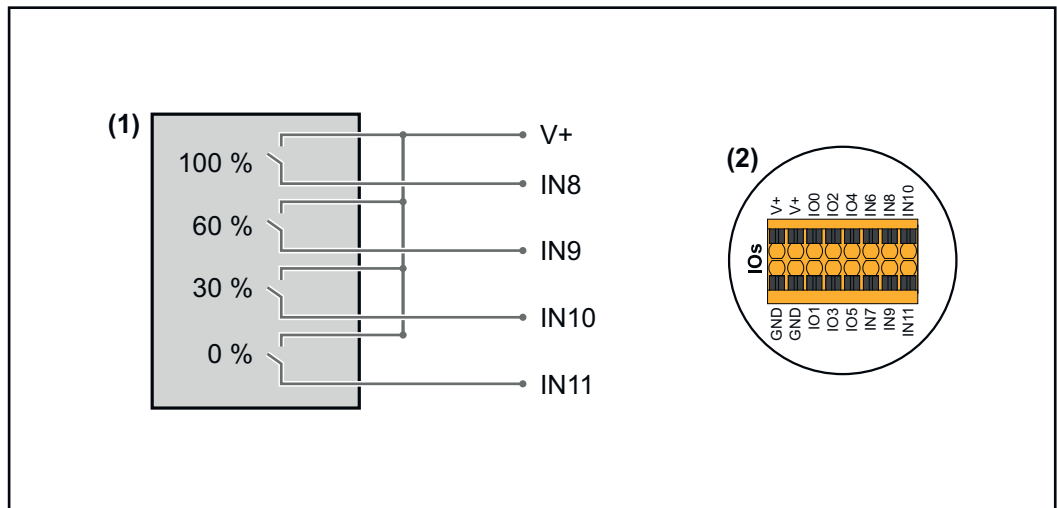 (1)
100 %
60 %
30 %
0 %
V+
IN8
IN9
IN10
IN11
(2)
IOs
V+ V+ IO0 IO2 IO4 IN6 IN8 IN10
GND GND IO1 IO3 IO5 IN7 IN9 IN11